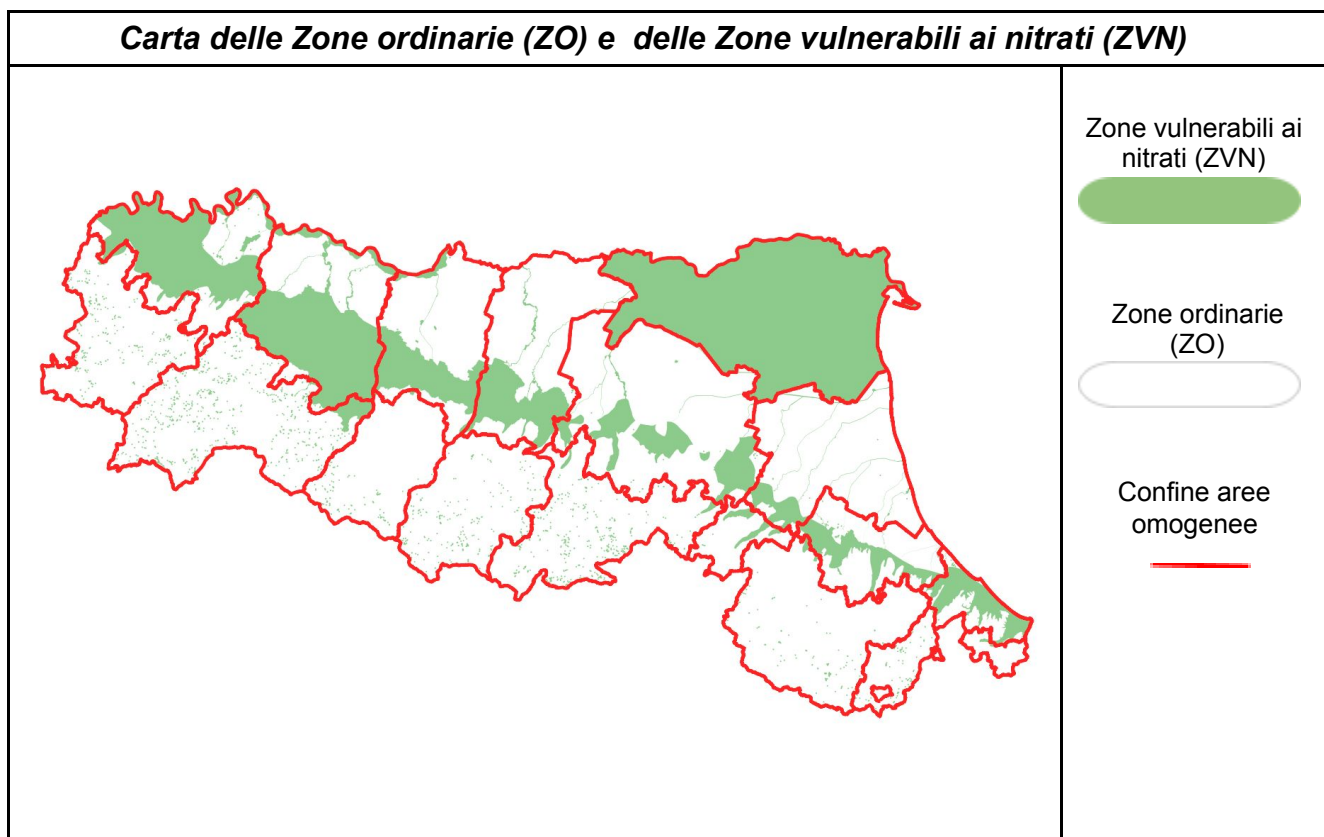 Carta delle Zone ordinarie (ZO) e delle Zone vulnerabili ai nitrati (ZVN)
Zone vulnerabili ai
nitrati (ZVN)
Zone ordinarie
(ZO)
Confine aree
omogenee